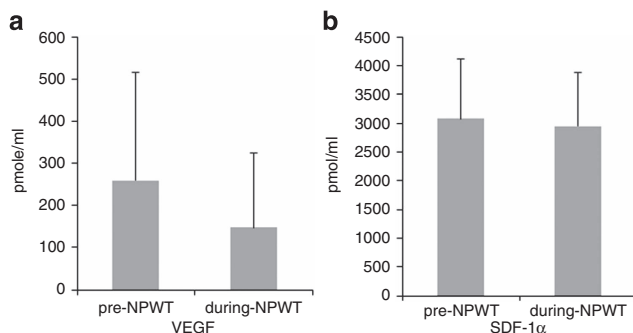 a
600
500
400
300
200
100
0
pmole/ml
pre-NPWT during-NPWT
VEGF
b
4500
4000
3500
3000
2500
2000
1500
1000
500
0
pmol/ml
pre-NPWT during-NPWT
SDF-1α